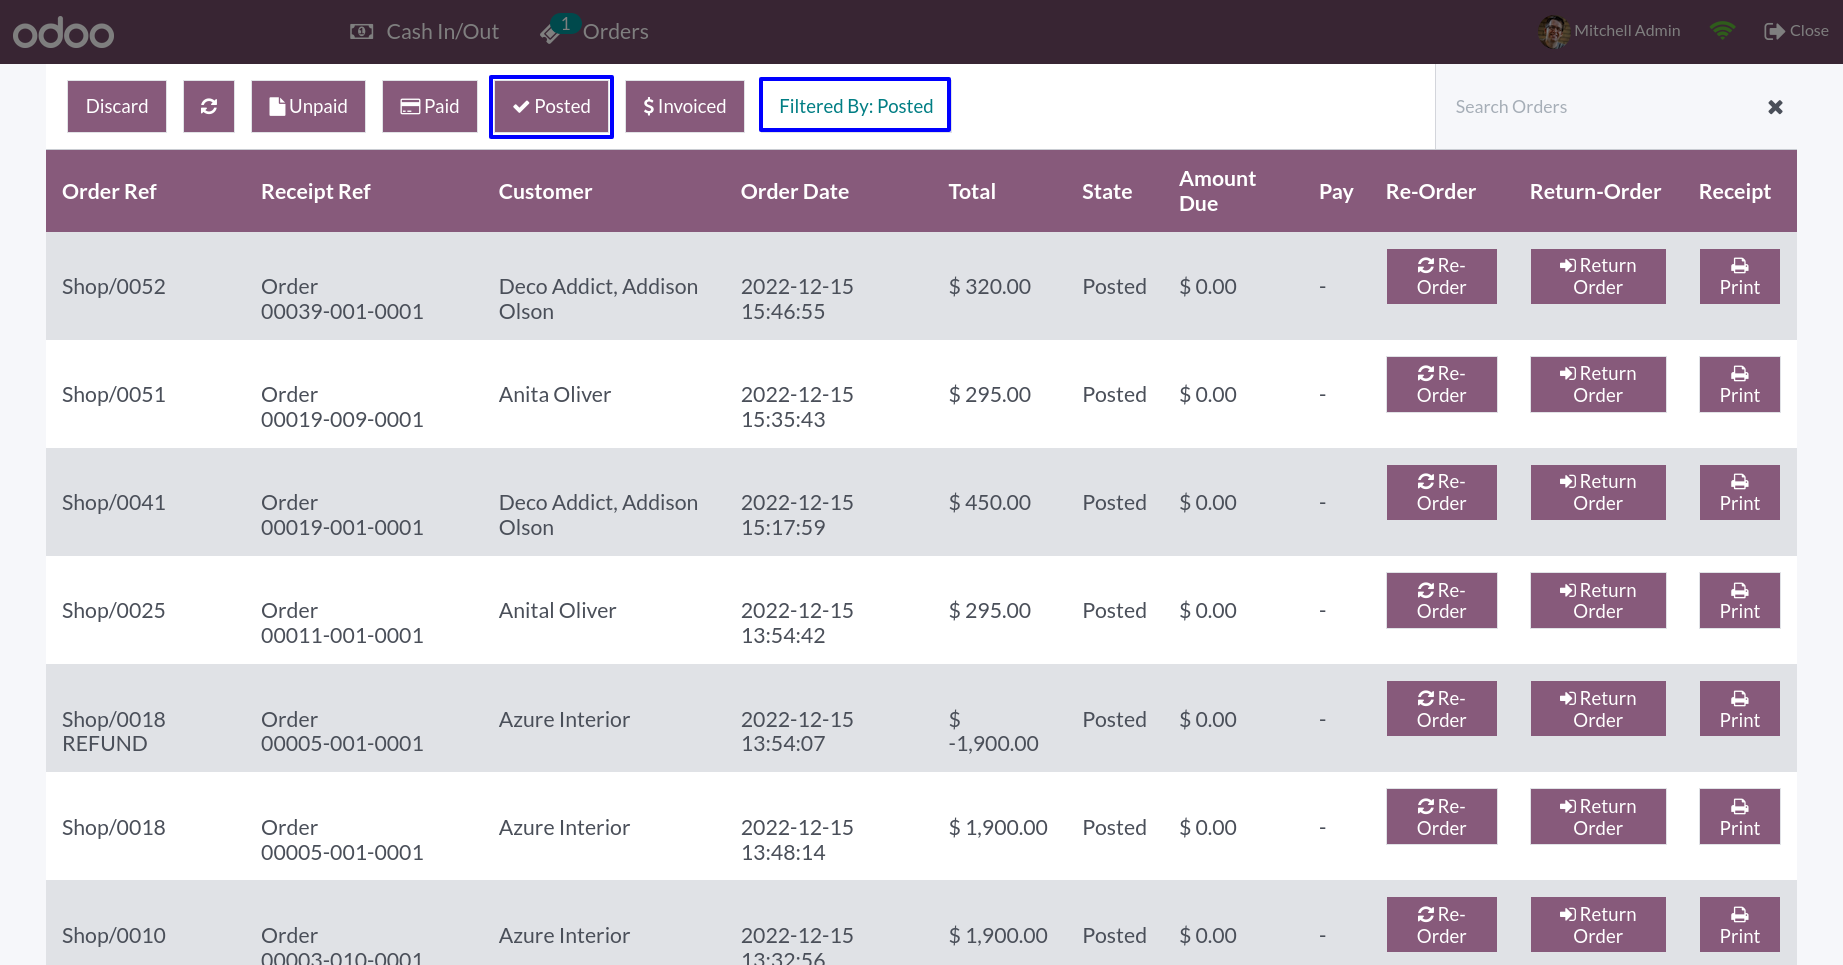 odoo
Cash In/Out
1
Orders
Mitchell Admin
Close
Discard
Unpaid
Paid
Posted
$ Invoiced
Filtered By: Posted
Search Orders
Order Ref Receipt Ref Customer Order Date Total State Amount Due Pay Re-Order Return-Order Receipt
Shop/0052 Order Deco Addict, Addison 2022-12-15 $ 320.00 Posted $ 0.00 - Re- Return
00039-001-0001 Olson 15:46:55 Order Order Print
Shop/0051 Order Anita Oliver 2022-12-15 $ 295.00 Posted $ 0.00 - Re- Return
00019-009-0001 15:35:43 Order Order Print
Shop/0041 Order Deco Addict, Addison 2022-12-15 $ 450.00 Posted $ 0.00 - Re- Return
00019-001-0001 Olson 15:17:59 Order Order Print
Shop/0025 Order Anital Oliver 2022-12-15 $ 295.00 Posted $ 0.00 - Re- Return
00011-001-0001 13:54:42 Order Order Print
Shop/0018 Order Azure Interior 2022-12-15 $ Posted $ 0.00 - Re- Return
REFUND 00005-001-0001 13:54:07 -1,900.00 Order Order Print
Shop/0018 Order Azure Interior 2022-12-15 $ 1,900.00 Posted $ 0.00 - Re- Return
00005-001-0001 13:48:14 Order Order Print
Shop/0010 Order Azure Interior 2022-12-15 $ 1,900.00 Posted $ 0.00 - Re- Return
00003-010-0001 13:32:56 Order Order Print